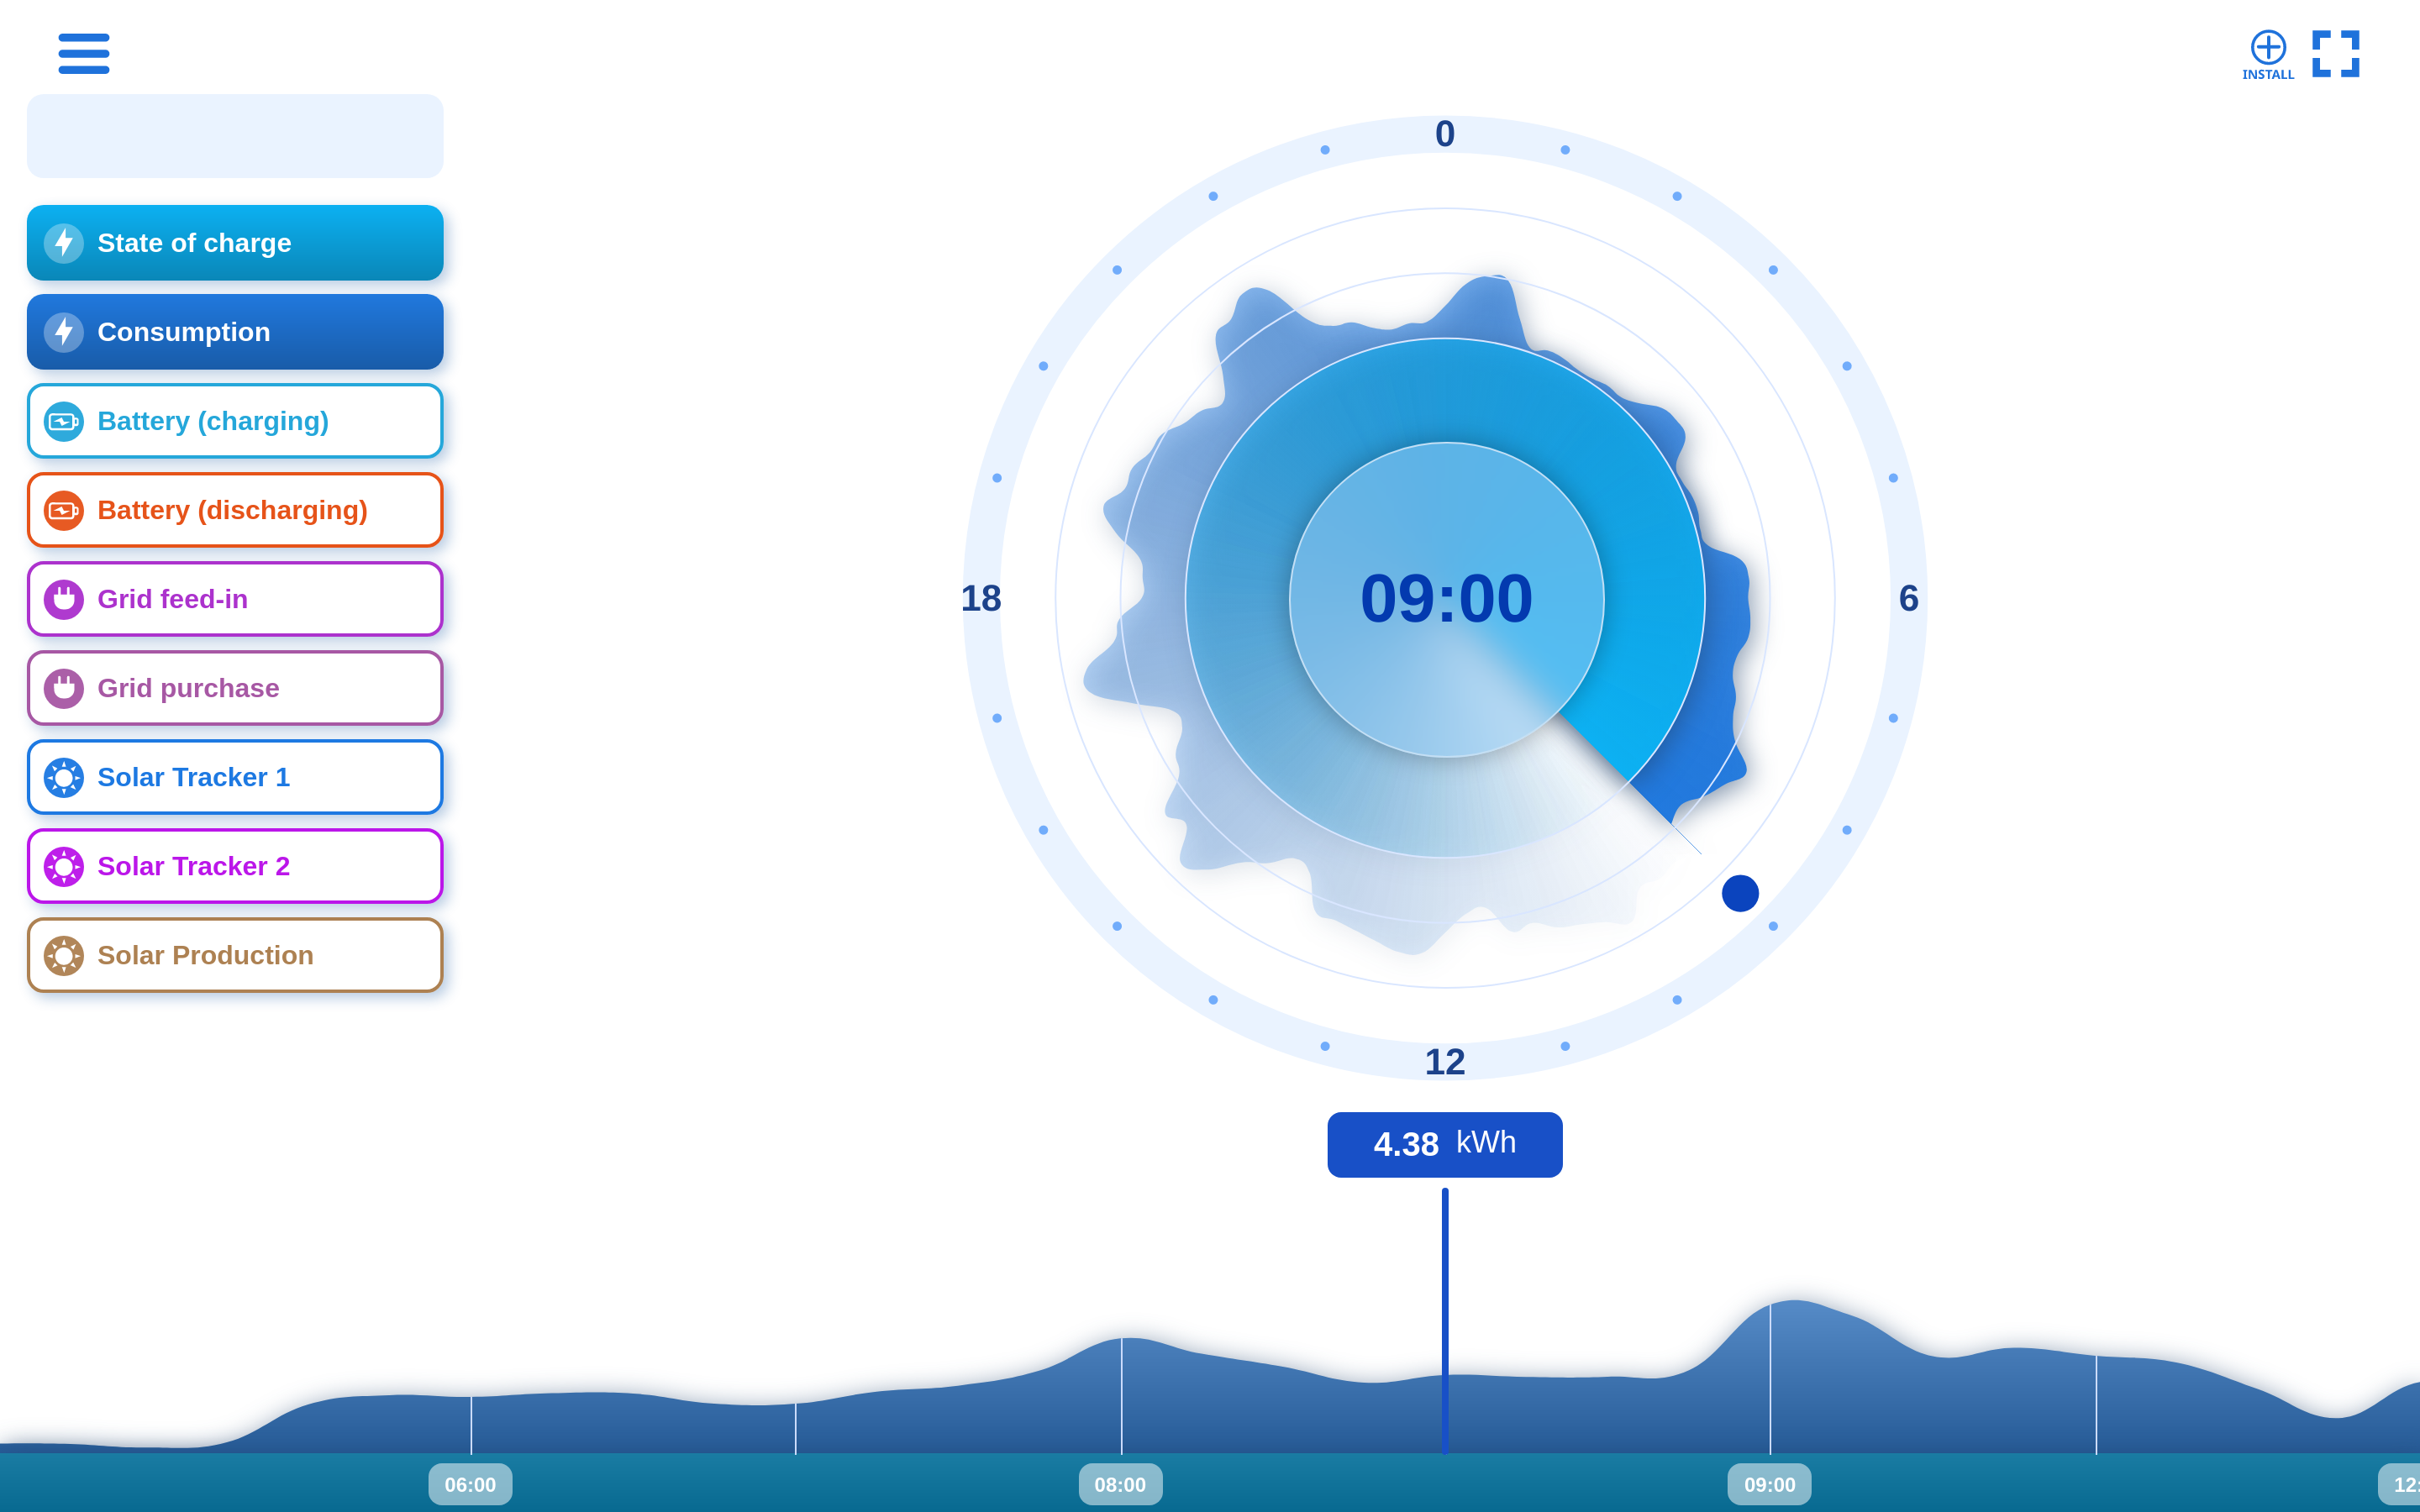 INSTALL
State of charge
Consumption
Battery (charging)
Battery (discharging)
Grid feed-in
Grid purchase
Solar Tracker 1
Solar Tracker 2
Solar Production
0
18
09:00
6
12
4.38 kWh
06:00
08:00
09:00
12: